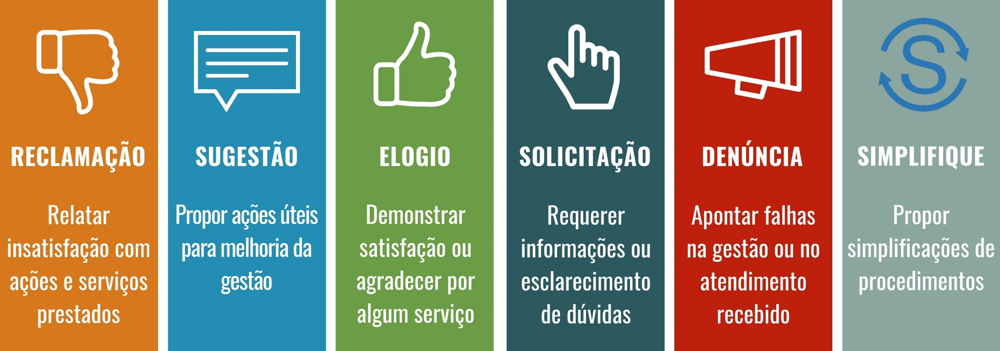 RECLAMAÇÃO
Relatar
insatisfação com
ações e serviços
prestados
SUGESTÃO
Propor ações úteis
para melhoria da
gestão
ELOGIO
Demonstrar
satisfação ou
agradecer por
algum serviço
SOLICITAÇÃO
Requerer
informações ou
esclarecimento
de dúvidas
DENÚNCIA
Apontar falhas
na gestão ou no
atendimento
recebido
S
SIMPLIFIQUE
Propor
simplificações de
procedimentos